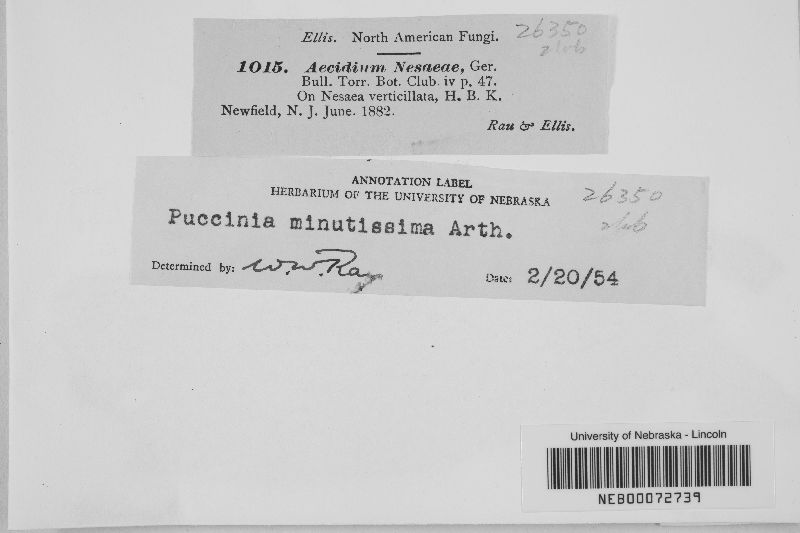 Ellis. North American Fungi.
26350
1015. Aecidium Nesaeae, Ger.
Bull. Torr. Bot. Club. iv p. 47.
On Nesaea verticillata, H. B. K.
Newfield, N. J. June. 1882.
Rau & Ellis.
ANNOTATION LABEL
HERBARIUM OF THE UNIVERSITY OF NEBRASKA
26350
Puccinia minutissima Arth.
Determined by: W.W. Ray
Date: 2/20/54
University of Nebraska - Lincoln
NEB00072739